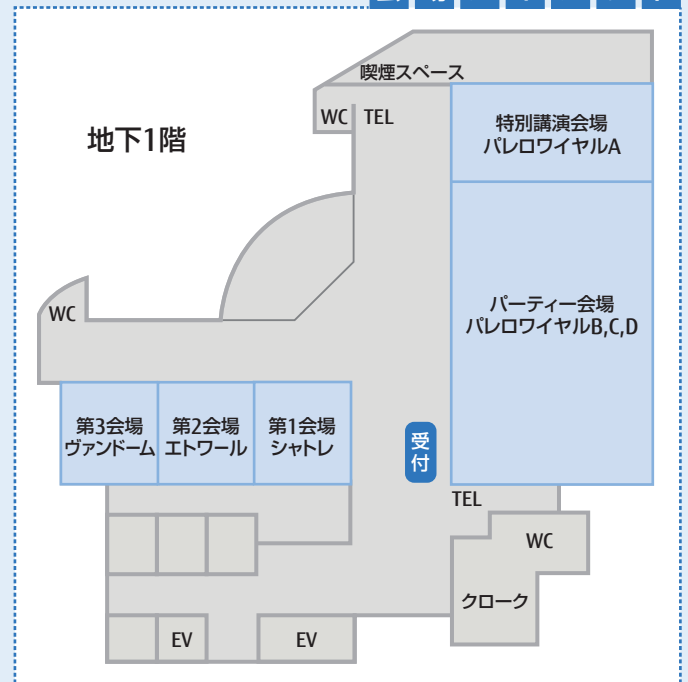 地下1階
喫煙スペース
WC
TEL
特別講演会場
パレロワイヤルA
パーティー会場
パレロワイヤルB,C,D
WC
第3会場
ヴァンドーム
第2会場
エトワール
第1会場
シャトレ
受付
TEL
WC
クローク
EV
EV